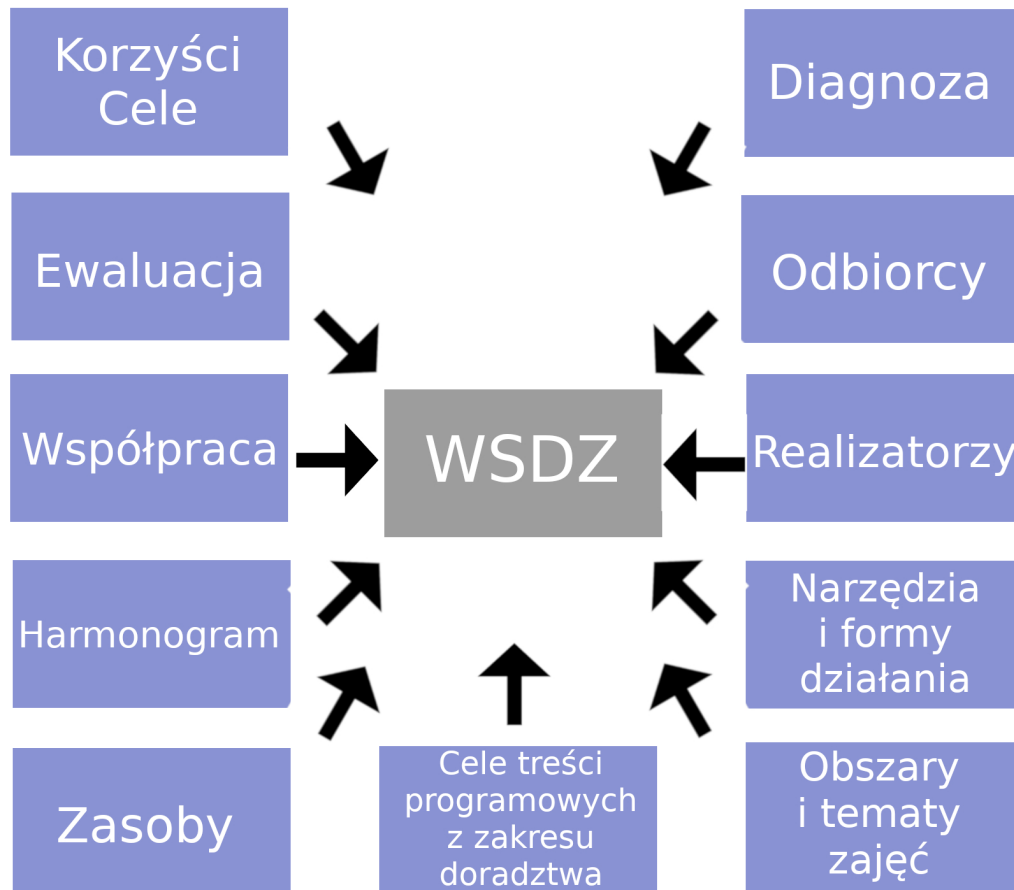 Korzyści
Cele
Diagnoza
Ewaluacja
Odbiorcy
Współpraca
WSDZ
Realizatorzy
Harmonogram
Narzędzia
i formy
działania
Zasoby
Cele treści
programowych
z zakresu
doradztwa
Obszary
i tematy
zajęć